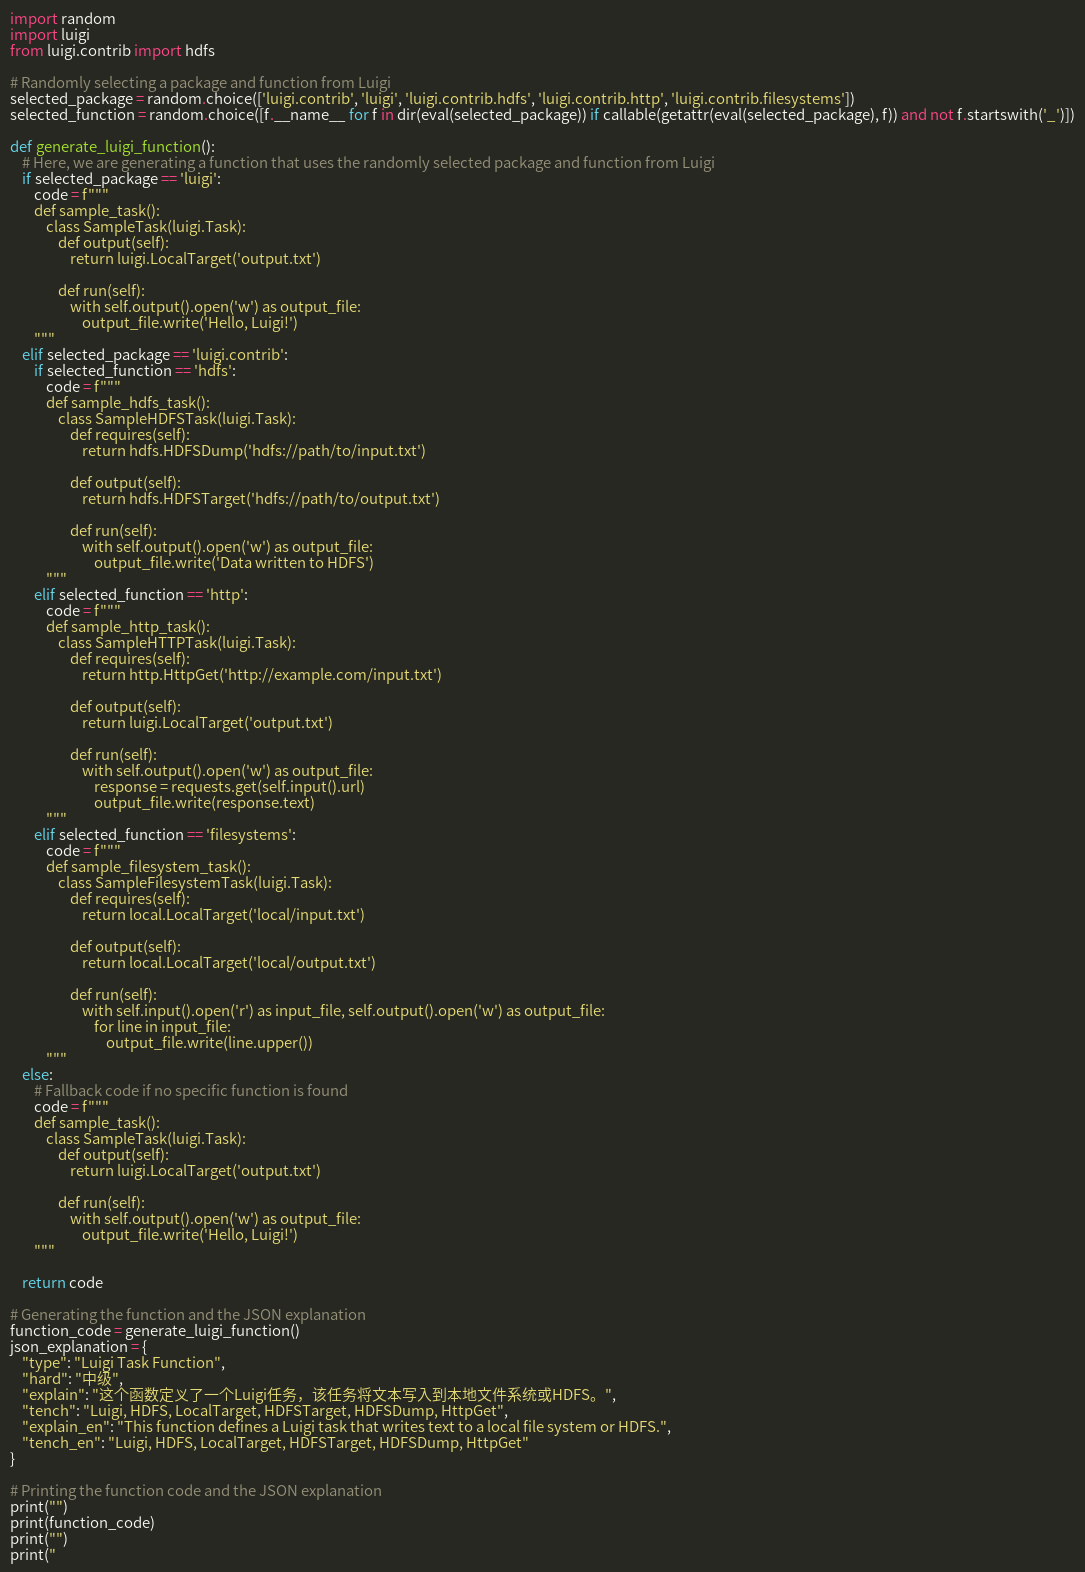 import random
import luigi
from luigi.contrib import hdfs

# Randomly selecting a package and function from Luigi
selected_package = random.choice(['luigi.contrib', 'luigi', 'luigi.contrib.hdfs', 'luigi.contrib.http', 'luigi.contrib.filesystems'])
selected_function = random.choice([f.__name__ for f in dir(eval(selected_package)) if callable(getattr(eval(selected_package), f)) and not f.startswith('_')])

def generate_luigi_function():
    # Here, we are generating a function that uses the randomly selected package and function from Luigi
    if selected_package == 'luigi':
        code = f"""
        def sample_task():
            class SampleTask(luigi.Task):
                def output(self):
                    return luigi.LocalTarget('output.txt')

                def run(self):
                    with self.output().open('w') as output_file:
                        output_file.write('Hello, Luigi!')
        """
    elif selected_package == 'luigi.contrib':
        if selected_function == 'hdfs':
            code = f"""
            def sample_hdfs_task():
                class SampleHDFSTask(luigi.Task):
                    def requires(self):
                        return hdfs.HDFSDump('hdfs://path/to/input.txt')

                    def output(self):
                        return hdfs.HDFSTarget('hdfs://path/to/output.txt')

                    def run(self):
                        with self.output().open('w') as output_file:
                            output_file.write('Data written to HDFS')
            """
        elif selected_function == 'http':
            code = f"""
            def sample_http_task():
                class SampleHTTPTask(luigi.Task):
                    def requires(self):
                        return http.HttpGet('http://example.com/input.txt')

                    def output(self):
                        return luigi.LocalTarget('output.txt')

                    def run(self):
                        with self.output().open('w') as output_file:
                            response = requests.get(self.input().url)
                            output_file.write(response.text)
            """
        elif selected_function == 'filesystems':
            code = f"""
            def sample_filesystem_task():
                class SampleFilesystemTask(luigi.Task):
                    def requires(self):
                        return local.LocalTarget('local/input.txt')

                    def output(self):
                        return local.LocalTarget('local/output.txt')

                    def run(self):
                        with self.input().open('r') as input_file, self.output().open('w') as output_file:
                            for line in input_file:
                                output_file.write(line.upper())
            """
    else:
        # Fallback code if no specific function is found
        code = f"""
        def sample_task():
            class SampleTask(luigi.Task):
                def output(self):
                    return luigi.LocalTarget('output.txt')

                def run(self):
                    with self.output().open('w') as output_file:
                        output_file.write('Hello, Luigi!')
        """

    return code

# Generating the function and the JSON explanation
function_code = generate_luigi_function()
json_explanation = {
    "type": "Luigi Task Function",
    "hard": "中级",
    "explain": "这个函数定义了一个Luigi任务，该任务将文本写入到本地文件系统或HDFS。",
    "tench": "Luigi, HDFS, LocalTarget, HDFSTarget, HDFSDump, HttpGet",
    "explain_en": "This function defines a Luigi task that writes text to a local file system or HDFS.",
    "tench_en": "Luigi, HDFS, LocalTarget, HDFSTarget, HDFSDump, HttpGet"
}

# Printing the function code and the JSON explanation
print("")
print(function_code)
print("")
print("